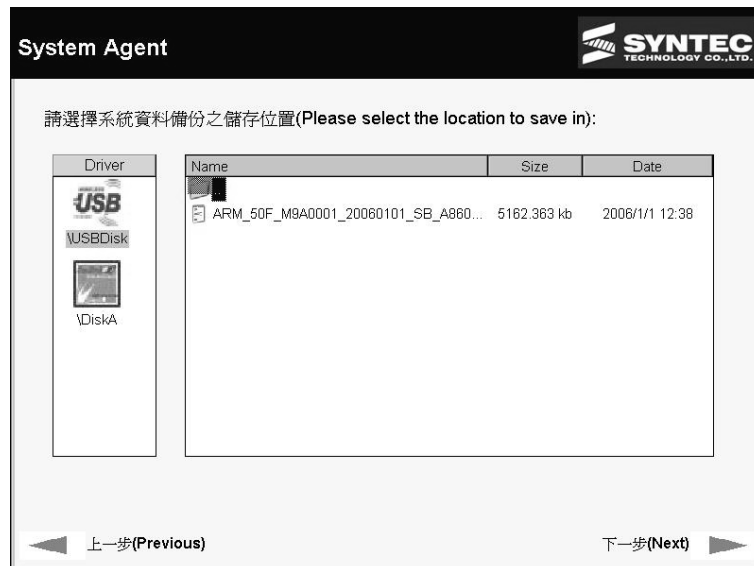 System Agent
SYNTEC
TECHNOLOGY CO.,LTD.
請選擇系統資料備份之儲存位置(Please select the location to save in):
Driver
Name Size Date
USB
..
\USBDisk
ARM_50F_M9A0001_20060101_SB_A860... 5162.363 kb 2006/1/1 12:38
\DiskA
上一步(Previous)
下一步(Next)